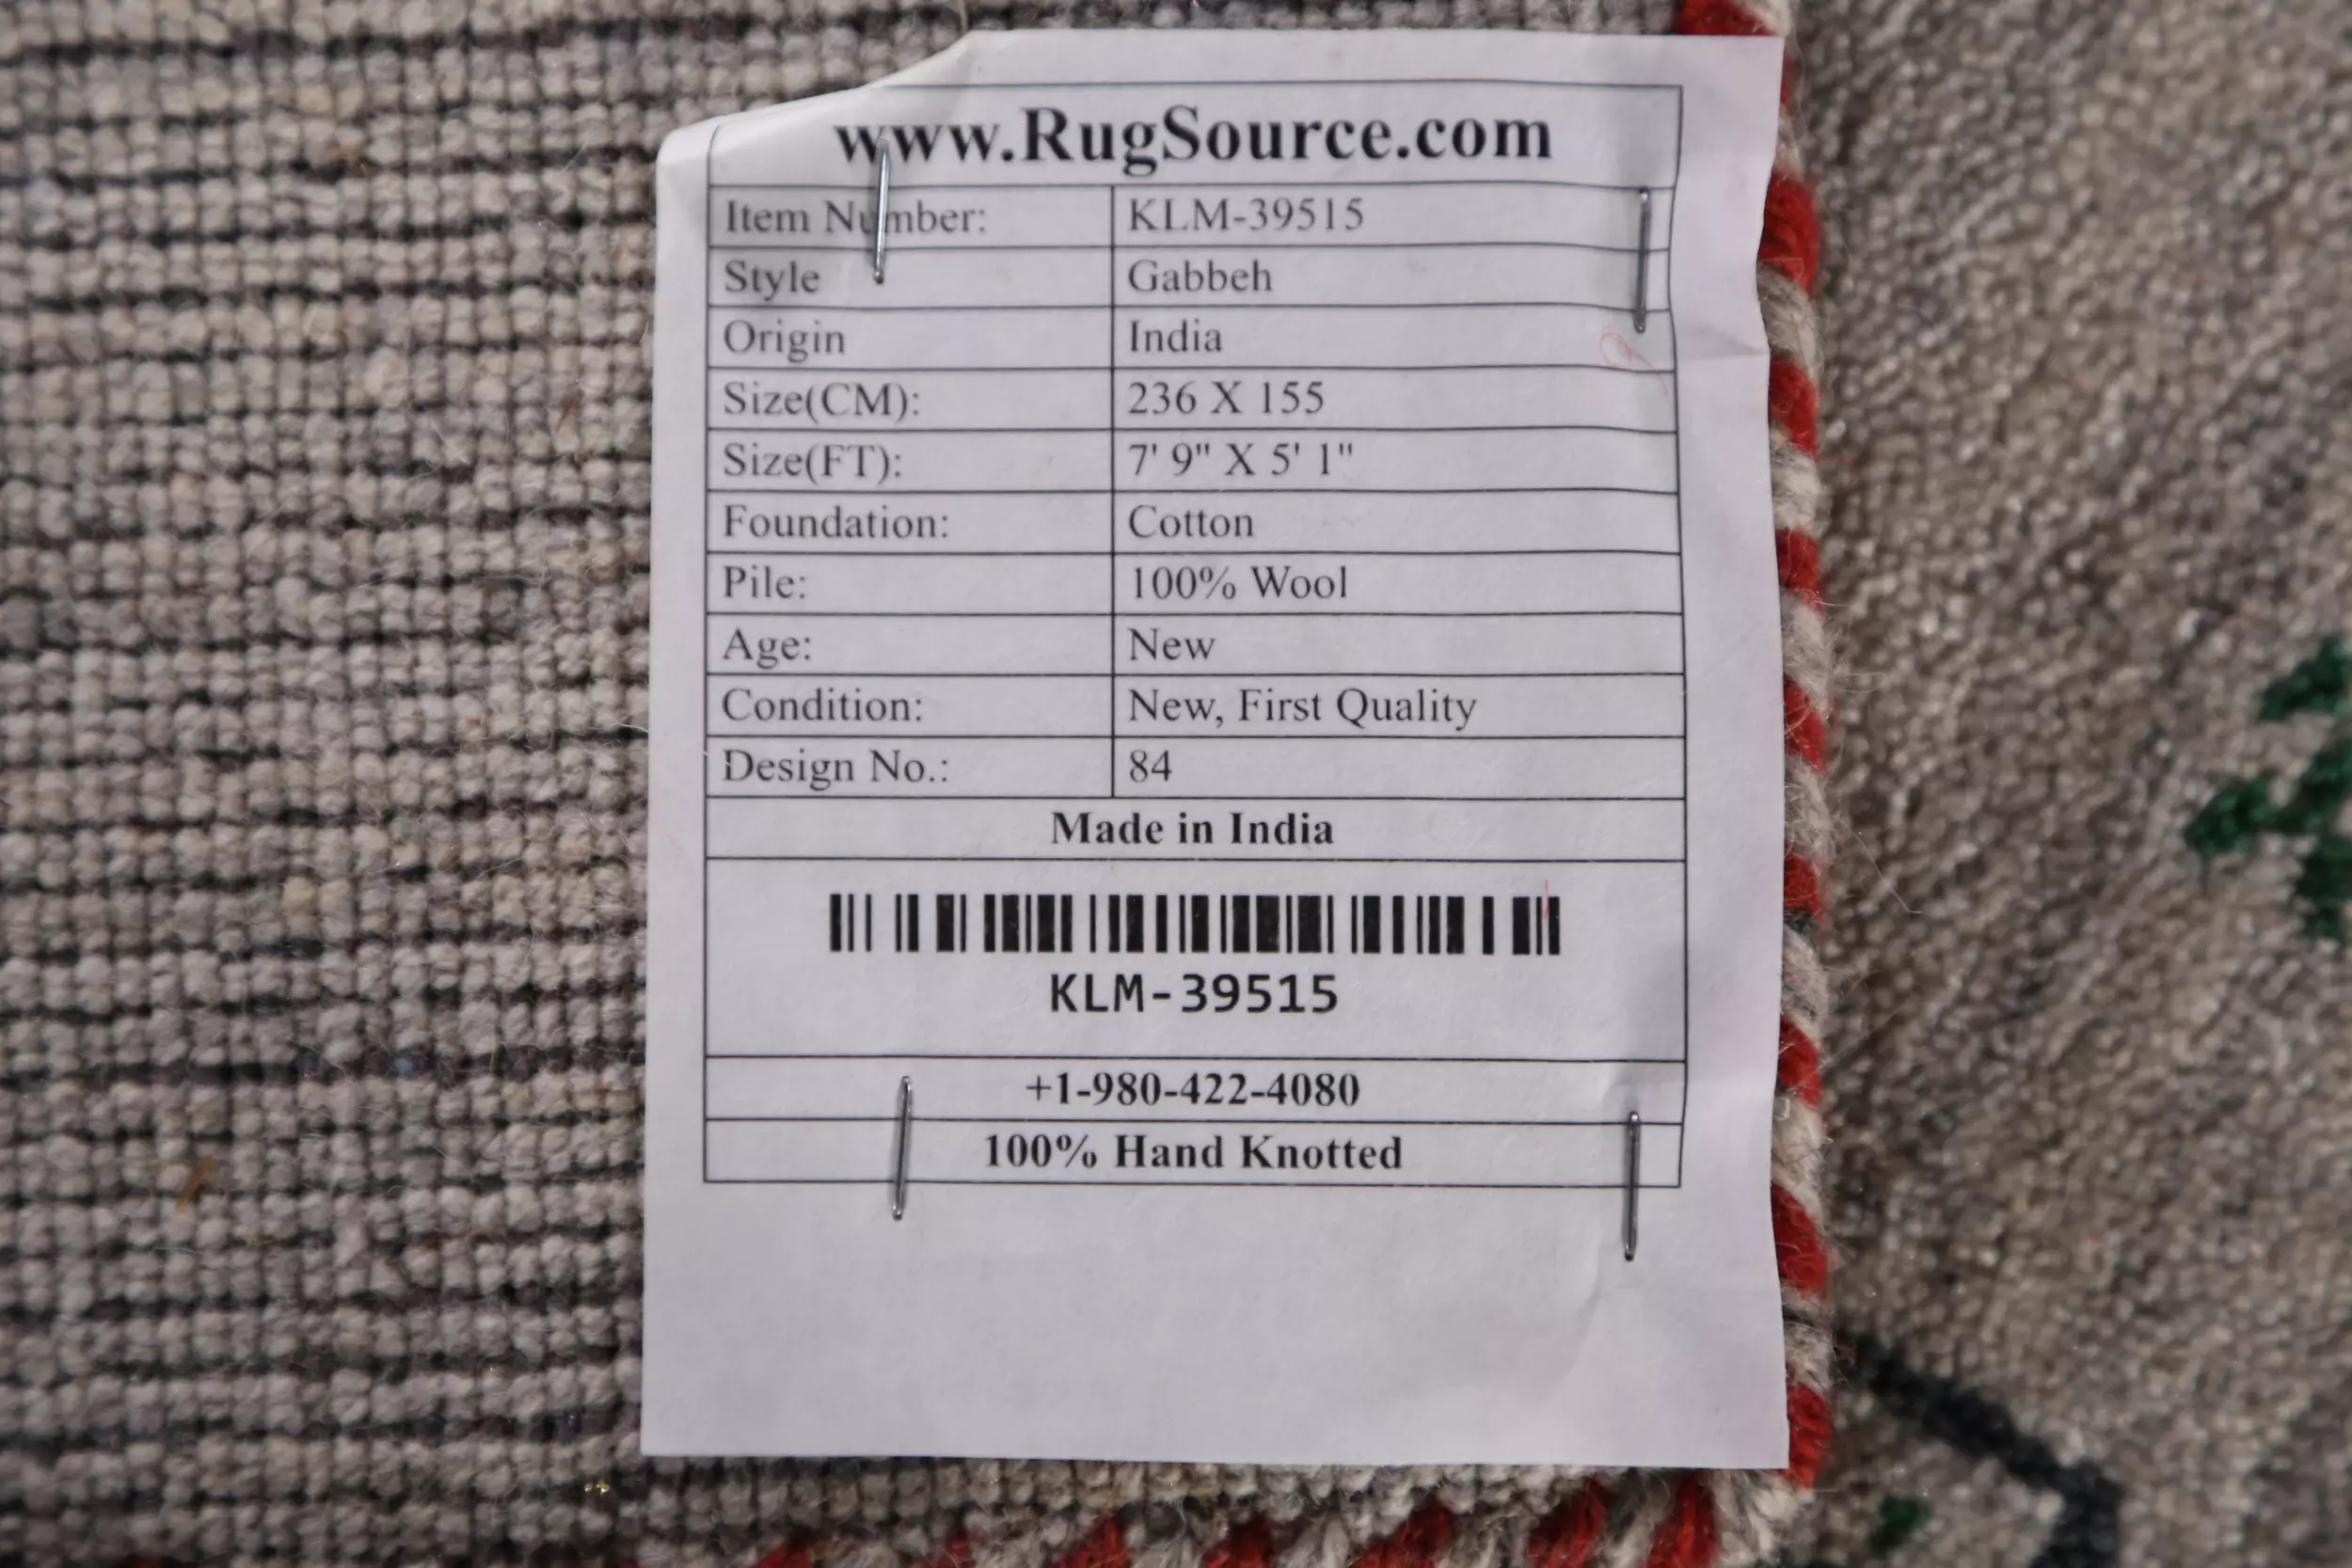 www.RugSource.com
Item Number: KLM-39515
Style Gabbeh
Origin India
Size(CM): 236 X 155
Size(FT): 7' 9" X 5' 1"
Foundation: Cotton
Pile: 100% Wool
Age: New
Condition: New, First Quality
Design No.: 84
Made in India
KLM-39515
+1-980-422-4080
100% Hand Knotted